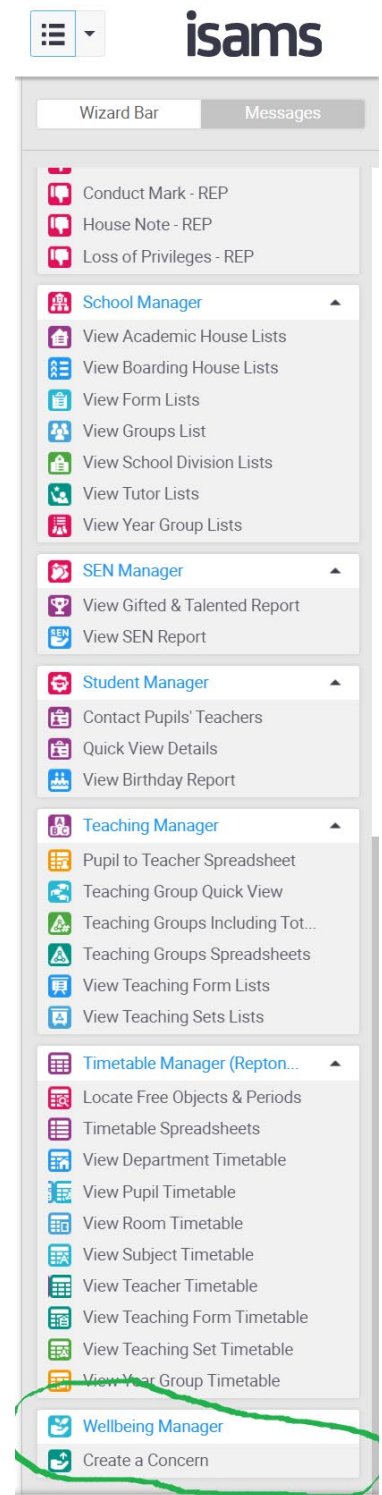 isams
Wizard Bar Messages
Conduct Mark - REP
House Note - REP
Loss of Privileges - REP
School Manager
View Academic House Lists
View Boarding House Lists
View Form Lists
View Groups List
View School Division Lists
View Tutor Lists
View Year Group Lists
SEN Manager
View Gifted & Talented Report
SEN View SEN Report
Student Manager
Contact Pupils' Teachers
Quick View Details
View Birthday Report
Teaching Manager
Pupil to Teacher Spreadsheet
Teaching Group Quick View
Teaching Groups Including Tot...
Teaching Groups Spreadsheets
View Teaching Form Lists
View Teaching Sets Lists
Timetable Manager (Repton...
Locate Free Objects & Periods
Timetable Spreadsheets
View Department Timetable
View Pupil Timetable
View Room Timetable
View Subject Timetable
View Teacher Timetable
View Teaching Form Timetable
View Teaching Set Timetable
View Year Group Timetable
Wellbeing Manager
Create a Concern